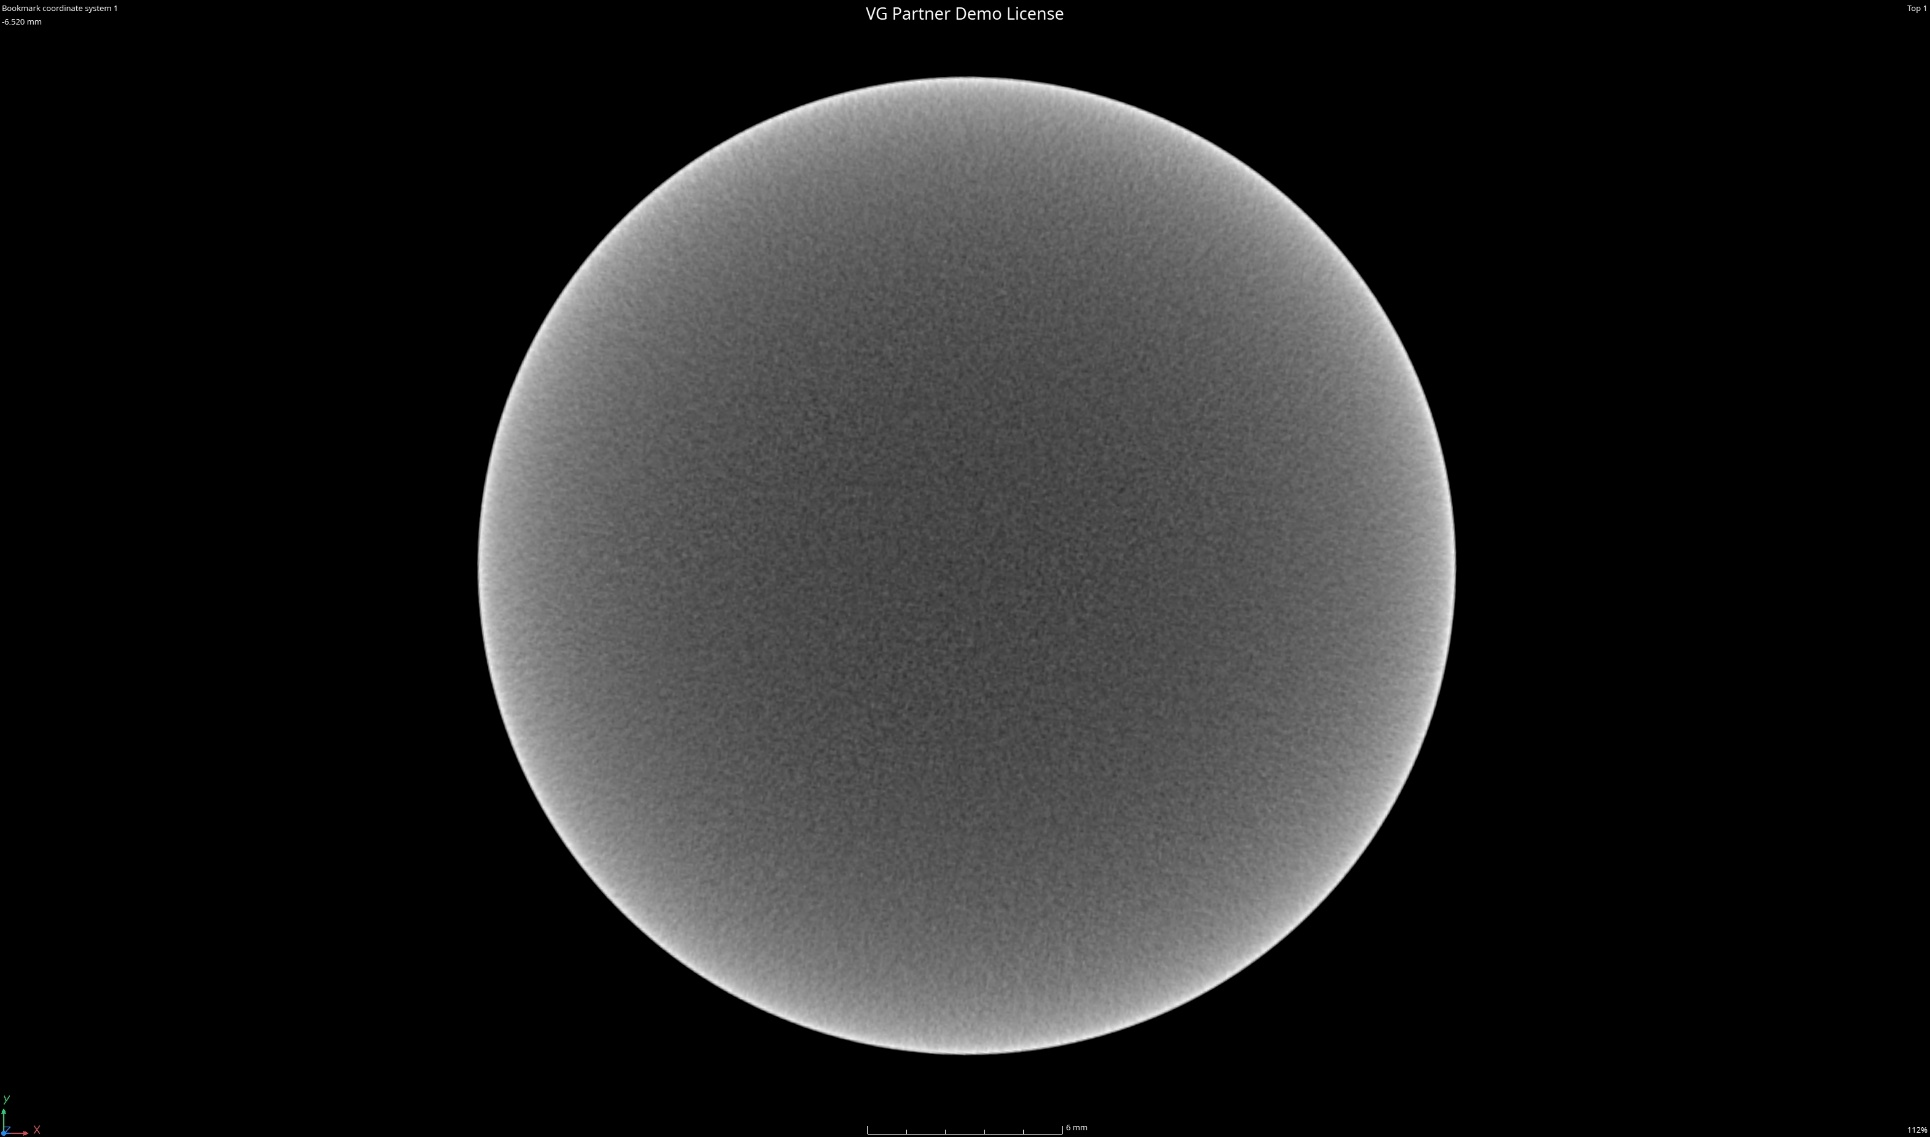 Bookmark coordinate system 1
-6.520 mm
VG Partner Demo License
Top 1
y
Z
X
6 mm
112%